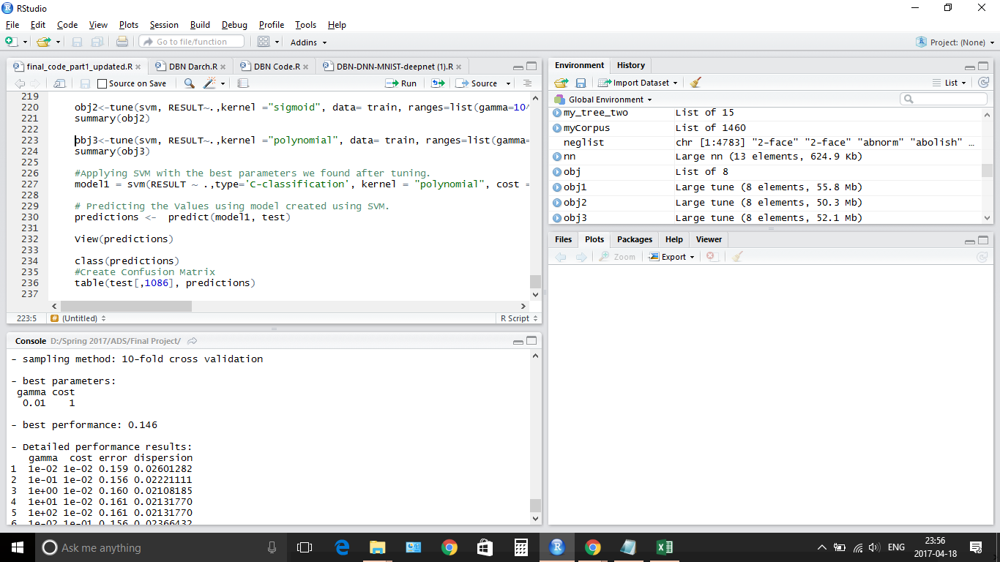 RStudio
File Edit Code View Plots Session Build Debug Profile Tools Help
Go to file/function Addins Project: (None)
final_code_part1_updated.R DBN Darch.R DBN Code.R DBN-DNN-MNIST-deepnet (1).R
Source on Save Run Source
219
220 obj2<-tune(svm, RESULT~.,kernel ="sigmoid", data= train, ranges=list(gamma=10^
221 summary(obj2)
222
223 obj3<-tune(svm, RESULT~.,kernel ="polynomial", data= train, ranges=list(gamma=
224 summary(obj3)
225
226 #Applying SVM with the best parameters we found after tuning.
227 model1 = svm(RESULT ~ .,type='C-classification', kernel = "polynomial", cost =
228
229 # Predicting the Values using model created using SVM.
230 predictions <- predict(model1, test)
231
232 View(predictions)
233
234 class(predictions)
235 #Create Confusion Matrix
236 table(test[,1086], predictions)
237
223:5 # (Untitled) R Script
Console D:/Spring 2017/ADS/Final Project/
- sampling method: 10-fold cross validation
- best parameters:
gamma cost
0.01 1
- best performance: 0.146
- Detailed performance results:
gamma cost error dispersion
1 1e-02 1e-02 0.159 0.02601282
2 1e-01 1e-02 0.156 0.02221111
3 1e+00 1e-02 0.160 0.02108185
4 1e+01 1e-02 0.161 0.02131770
5 1e+02 1e-02 0.161 0.02131770
6 1e-02 1e-01 0.156 0.02366432
Environment History
Import Dataset List
Global Environment
my_tree_two List of 15
myCorpus List of 1460
neglist chr [1:4783] "2-face" "2-face" "abnorm" "abolish" …
nn Large nn (13 elements, 624.9 Kb)
obj List of 8
obj1 Large tune (8 elements, 55.8 Mb)
obj2 Large tune (8 elements, 50.3 Mb)
obj3 Large tune (8 elements, 52.1 Mb)
Files Plots Packages Help Viewer
Zoom Export
Ask me anything
ENG
23:56
2017-04-18